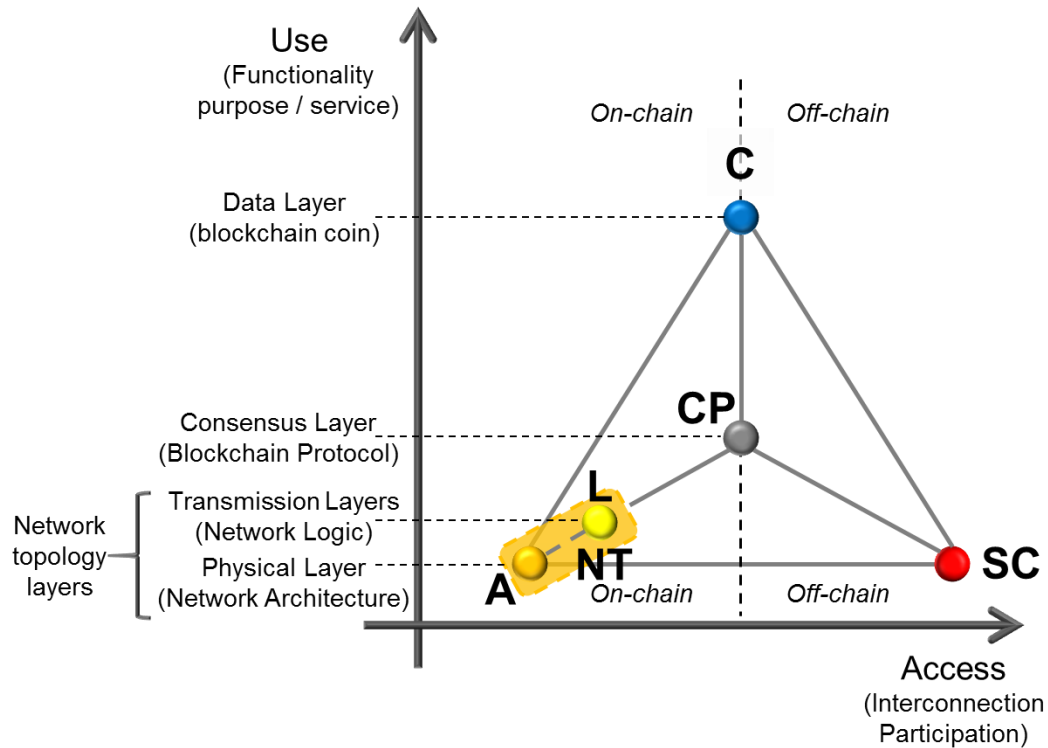 Use
(Functionality
purpose / service)
On-chain
Off-chain
C
Data Layer
(blockchain coin)
CP
Consensus Layer
(Blockchain Protocol)
L
Transmission Layers
(Network Logic)
Network
topology
layers
NT
Physical Layer
(Network Architecture)
A
SC
On-chain
Off-chain
Access
(Interconnection
Participation)